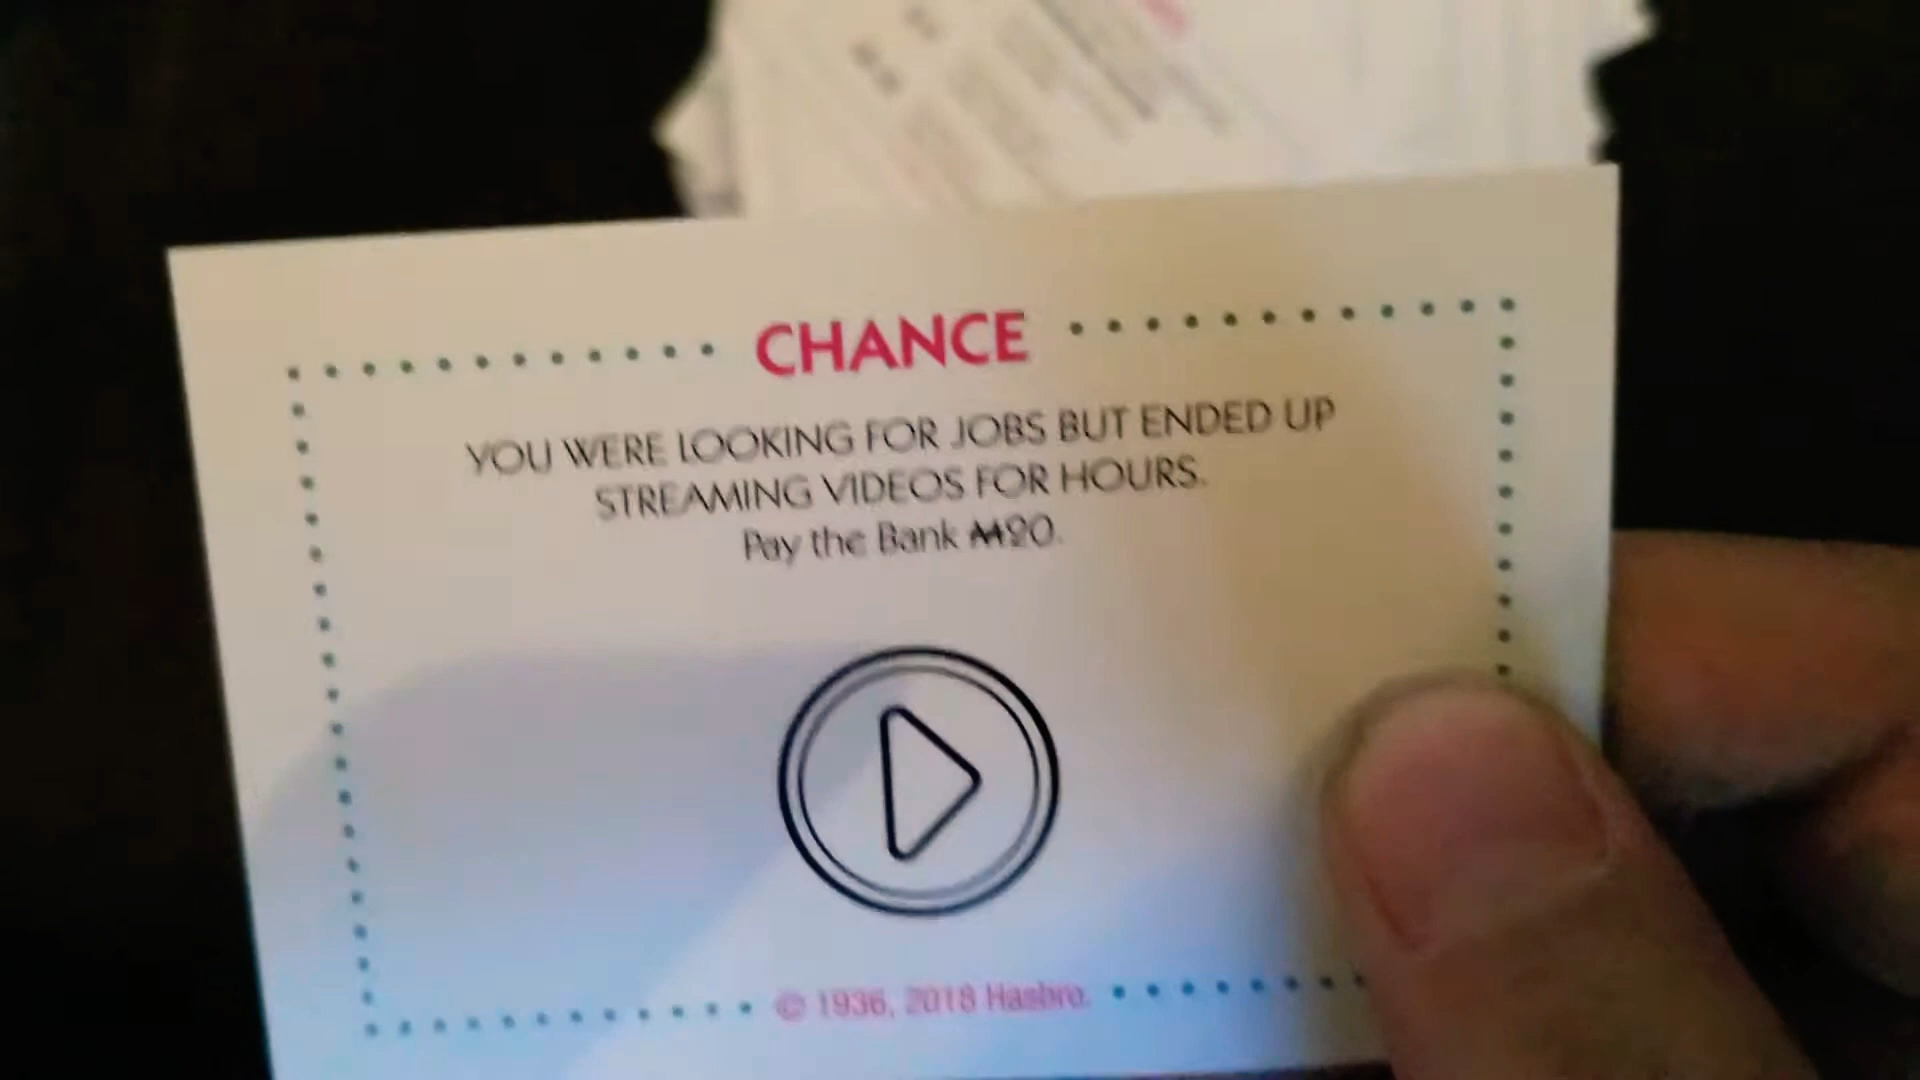 CHANCE
YOU WERE LOOKING FOR JOBS BUT ENDED UP
STREAMING VIDEOS FOR HOURS.
Pay the Bank ₩20.
© 1936, 2018 Hasbro.